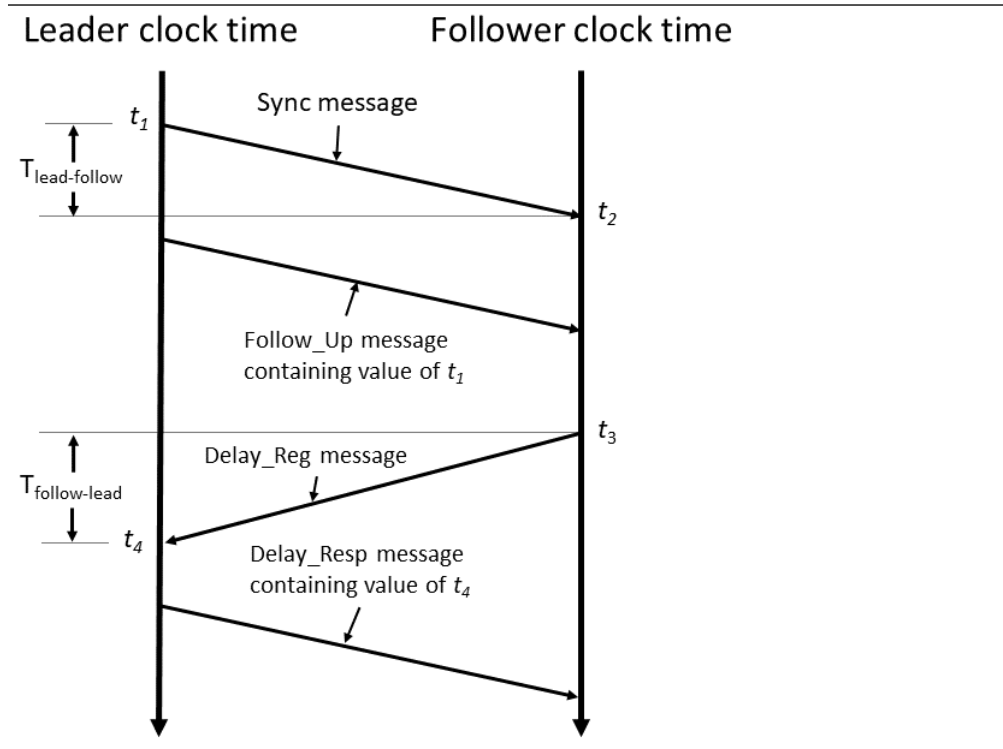 Leader clock time
Follower clock time
Sync message
t1
Tlead-follow
t2
Follow_Up message
containing value of t1
t3
Delay_Reg message
Tfollow-lead
t4
Delay_Resp message
containing value of t4